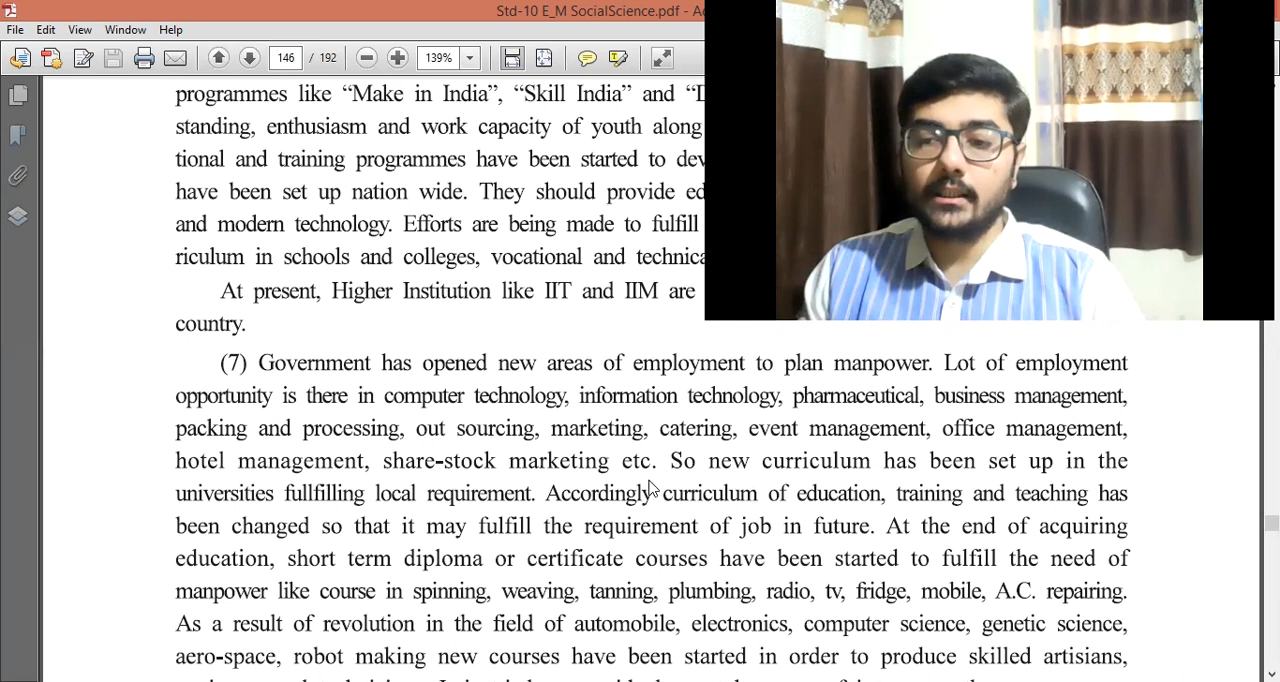 Std-10 E_M SocialScience.pdf - A
File Edit View Window Help
146 / 192 139%
programmes like “Make in India”, “Skill India” and
standing, enthusiasm and work capacity of youth along
tional and training programmes have been started to dev
have been set up nation wide. They should provide ed
and modern technology. Efforts are being made to fulfill
riculum in schools and colleges, vocational and technica
At present, Higher Institution like IIT and IIM are
country.
(7) Government has opened new areas of employment to plan manpower. Lot of employment
opportunity is there in computer technology, information technology, pharmaceutical, business management,
packing and processing, out sourcing, marketing, catering, event management, office management,
hotel management, share-stock marketing etc. So new curriculum has been set up in the
universities fullfilling local requirement. Accordingly curriculum of education, training and teaching has
been changed so that it may fulfill the requirement of job in future. At the end of acquiring
education, short term diploma or certificate courses have been started to fulfill the need of
manpower like course in spinning, weaving, tanning, plumbing, radio, tv, fridge, mobile, A.C. repairing.
As a result of revolution in the field of automobile, electronics, computer science, genetic science,
aero-space, robot making new courses have been started in order to produce skilled artisians,